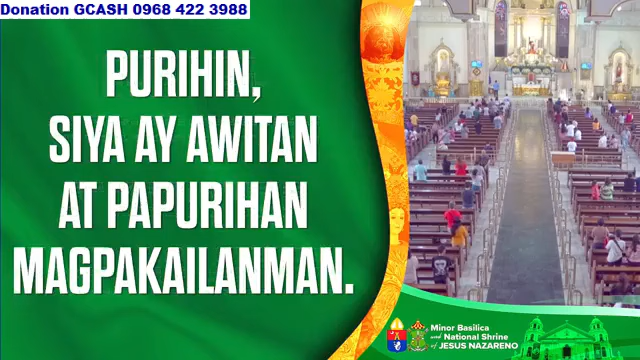 Donation GCASH 0968 422 3988
PURIHIN,
SIYA AY AWITAN
AT PAPURIHAN
MAGPAKAILANMAN.
Minor Basilica
and National Shrine
of JESUS NAZARENO